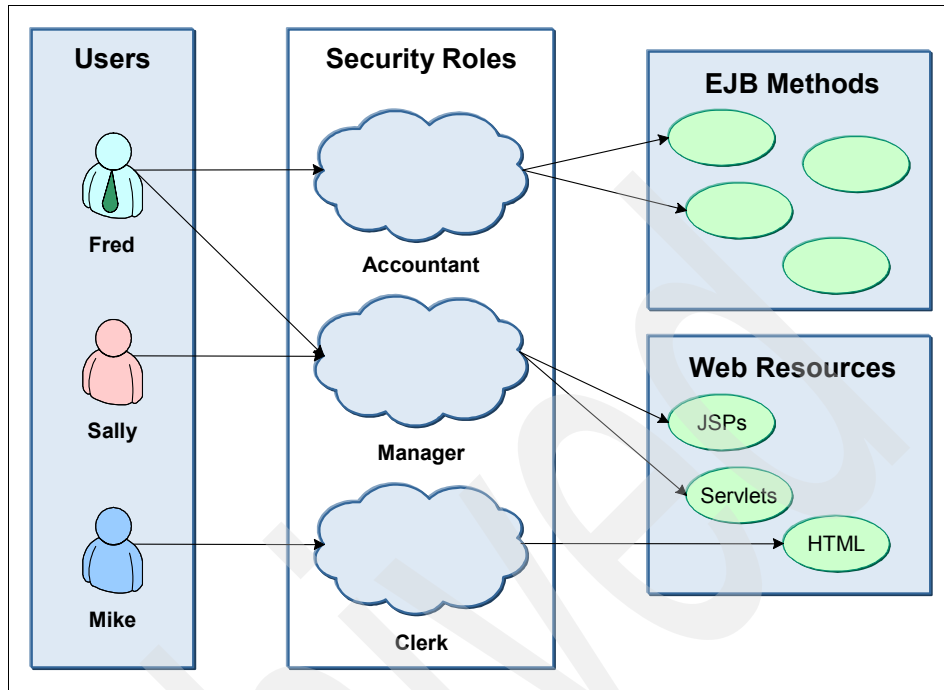 Users
Security Roles
EJB Methods
Fred
Accountant
Sally
Manager
Web Resources
JSPs
Servlets
HTML
Mike
Clerk